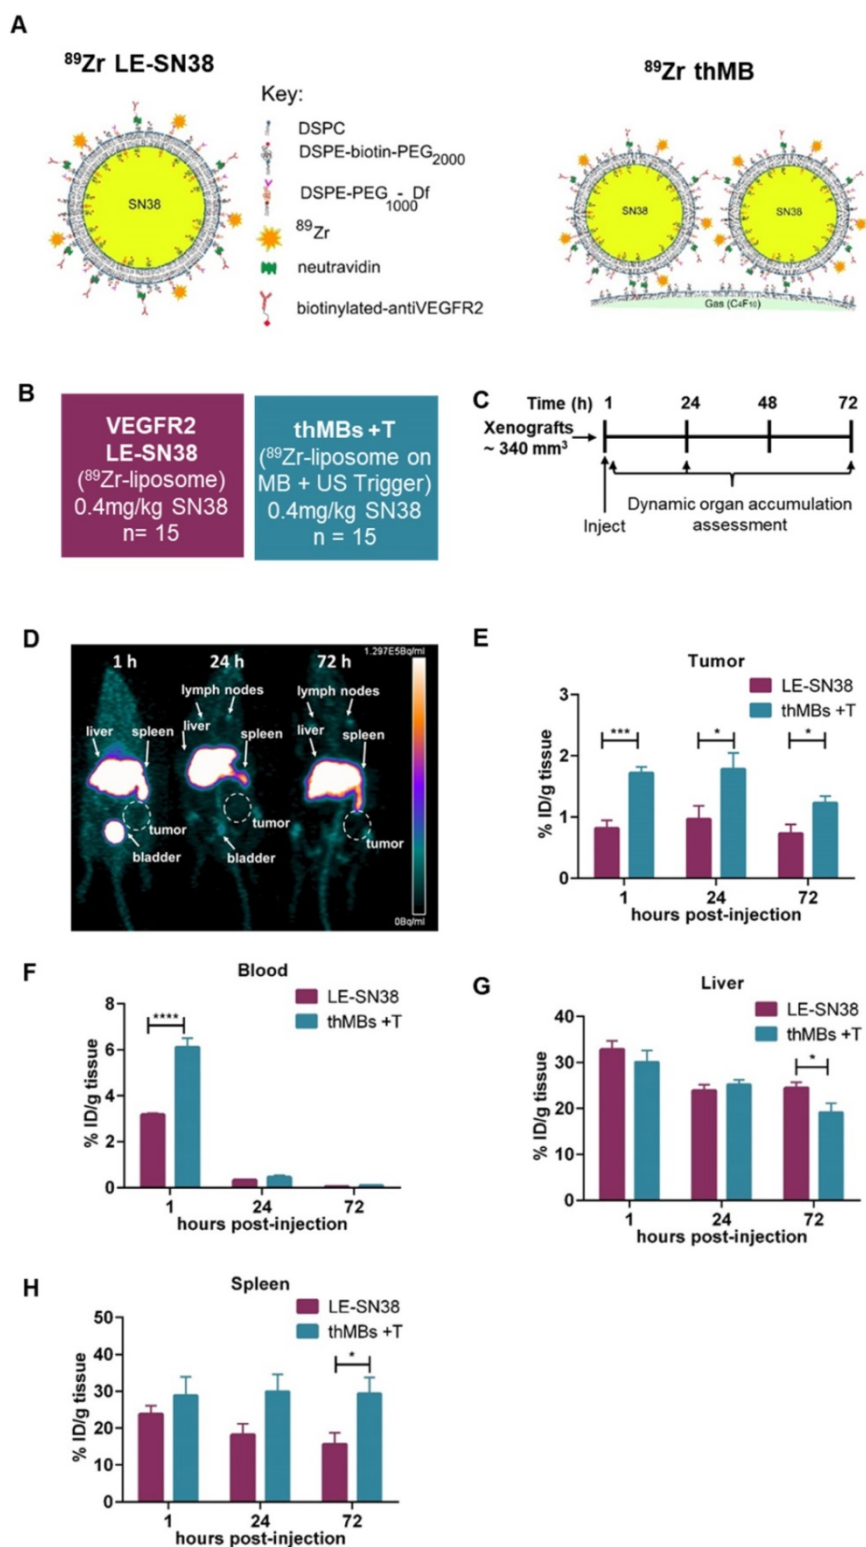 A
⁸⁹Zr LE-SN38
⁸⁹Zr thMB
Key:
DSPC
DSPE-biotin-PEG₂₀₀₀
DSPE-PEG₁₀₀₀- Df
⁸⁹Zr
neutravidin
biotinylated-antiVEGFR2
SN38
SN38
SN38
Gas (C₄F₁₀)
B
VEGFR2
LE-SN38
(⁸⁹Zr-liposome)
0.4mg/kg SN38
n= 15
thMBs +T
(⁸⁹Zr-liposome on
MB + US Trigger)
0.4mg/kg SN38
n = 15
C
Time (h) 1 24 48 72
Xenografts
~ 340 mm³
Inject
Dynamic organ accumulation
assessment
D
1 h 24 h 72 h
1.297E5Bq/ml
lymph nodes
lymph nodes
liver
spleen
liver
spleen
liver
spleen
tumor
tumor
tumor
bladder
bladder
0Bq/ml
E
Tumor
LE-SN38
thMBs +T
*** * *
% ID/g tissue
3
2
1
0
1 24 72
hours post-injection
F
Blood
LE-SN38
thMBs +T
****
% ID/g tissue
8
6
4
2
0
1 24 72
hours post-injection
G
Liver
LE-SN38
thMBs +T
*
% ID/g tissue
40
30
20
10
0
1 24 72
hours post-injection
H
Spleen
LE-SN38
thMBs +T
*
% ID/g tissue
50
40
30
20
10
0
1 24 72
hours post-injection